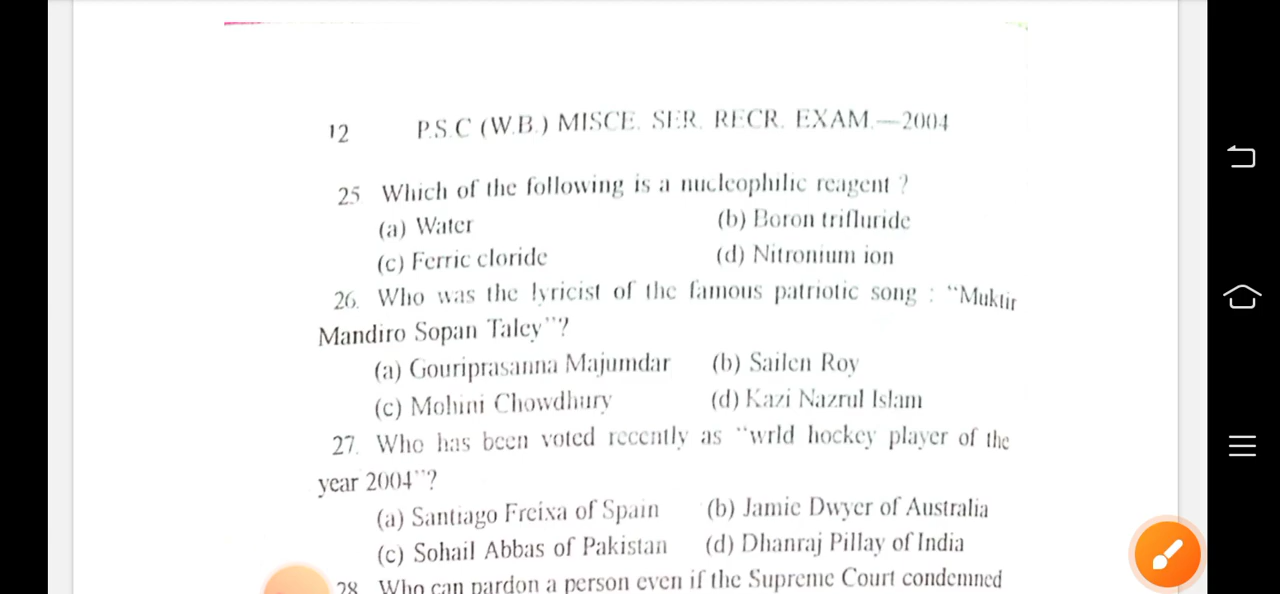 12 P.S.C (W.B.) MISCE. SER. RECR. EXAM.—2004
25 Which of the following is a nucleophilic reagent ?
(a) Water (b) Boron trifluride
(c) Ferric cloride (d) Nitronium ion
26. Who was the lyricist of the famous patriotic song : “Muktir
Mandiro Sopan Taley”?
(a) Gouriprasanna Majumdar (b) Sailen Roy
(c) Mohini Chowdhury (d) Kazi Nazrul Islam
27. Who has been voted recently as “wrld hockey player of the
year 2004”?
(a) Santiago Freixa of Spain (b) Jamie Dwyer of Australia
(c) Sohail Abbas of Pakistan (d) Dhanraj Pillay of India
28 Who can pardon a person even if the Supreme Court condemned